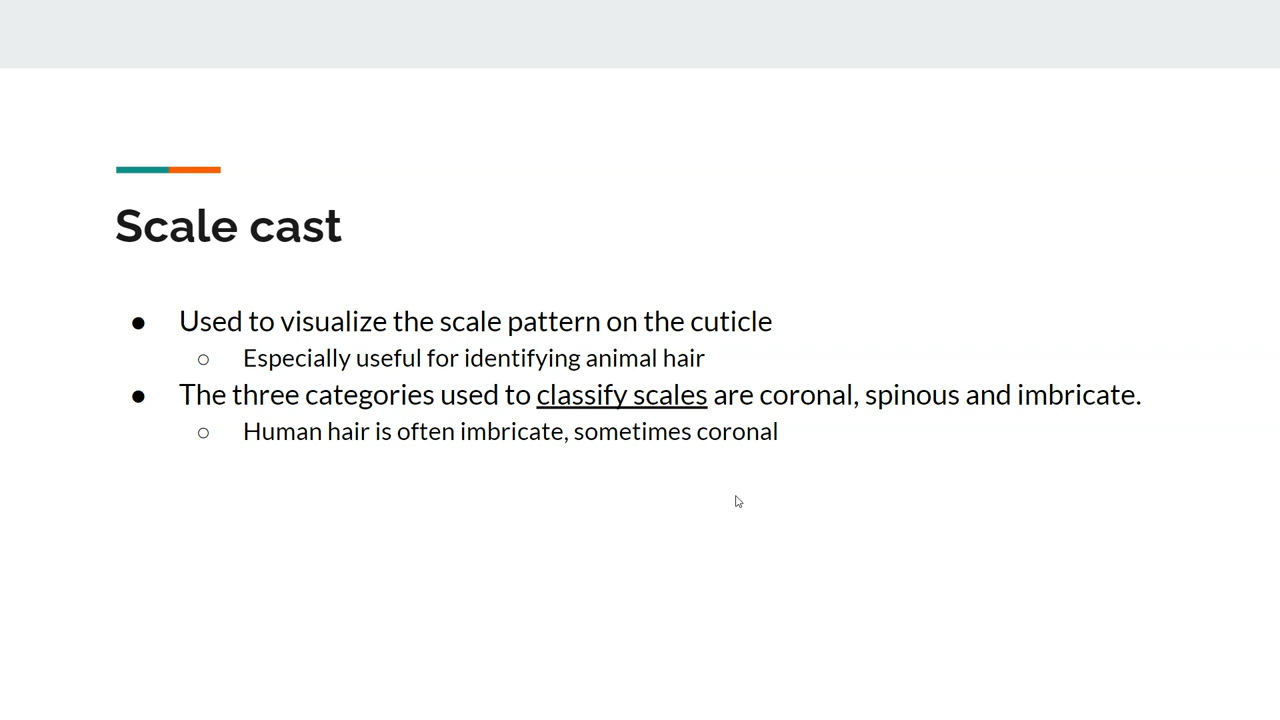 Scale cast
● Used to visualize the scale pattern on the cuticle
○ Especially useful for identifying animal hair
● The three categories used to classify scales are coronal, spinous and imbricate.
○ Human hair is often imbricate, sometimes coronal